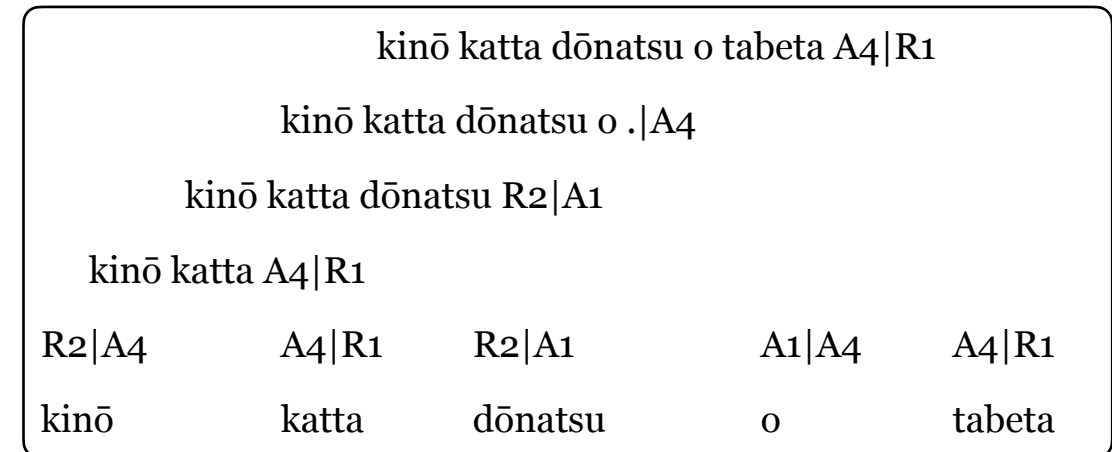 kinō katta dōnatsu o tabeta A4|R1
kinō katta dōnatsu o .|A4
kinō katta dōnatsu R2|A1
kinō katta A4|R1
R2|A4 A4|R1 R2|A1 A1|A4 A4|R1
kinō katta dōnatsu o tabeta